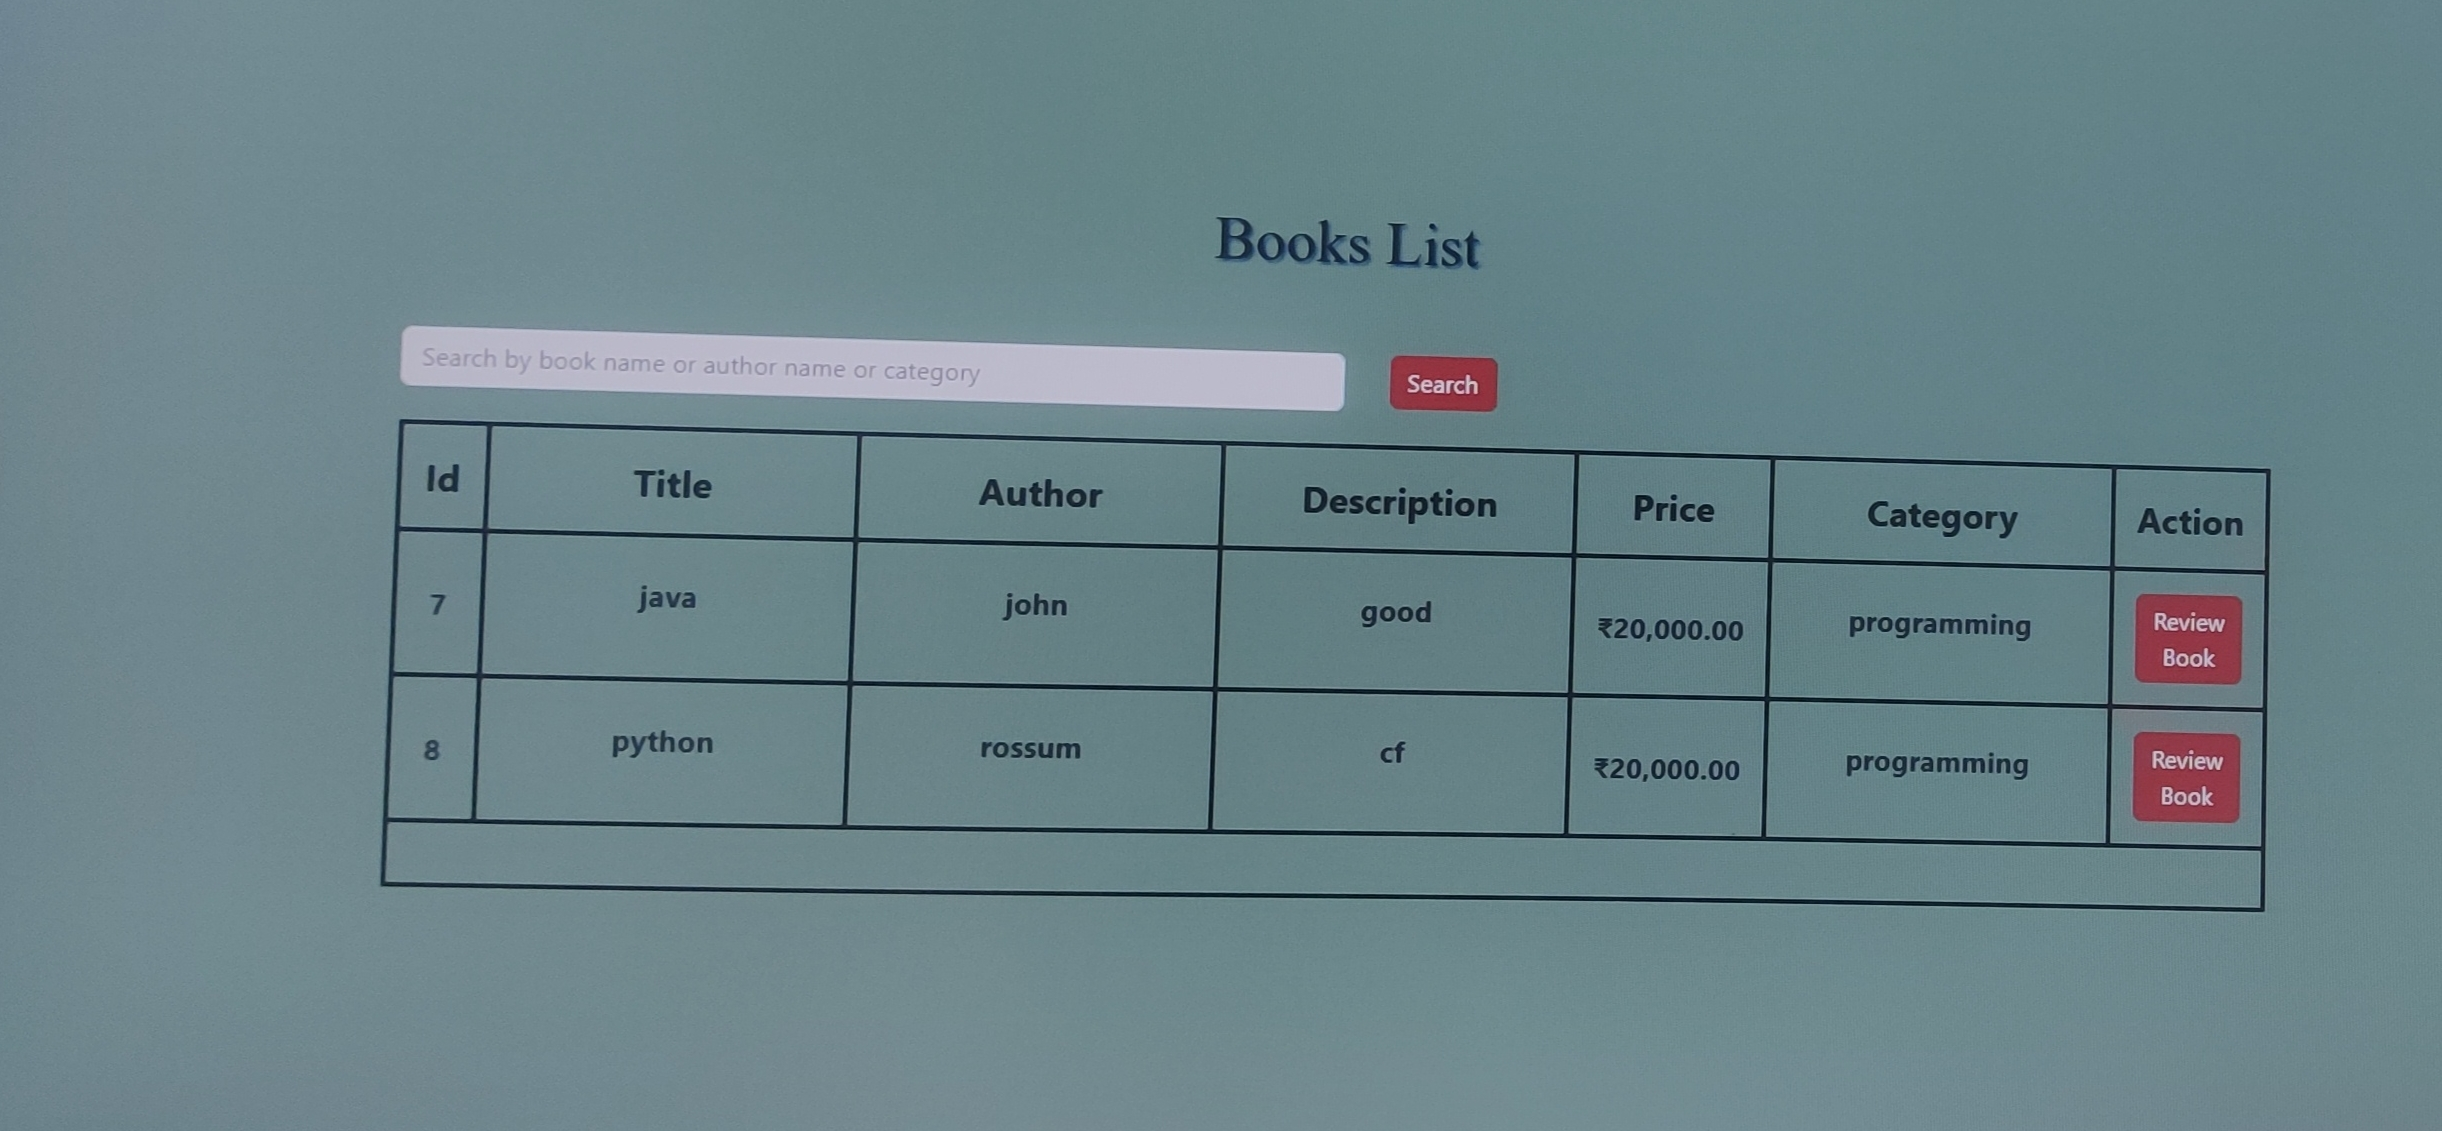 Books List
Search by book name or author name or category
Search
Id Title Author Description Price Category Action
7 java john good ₹20,000.00 programming Review Book
8 python rossum cf ₹20,000.00 programming Review Book